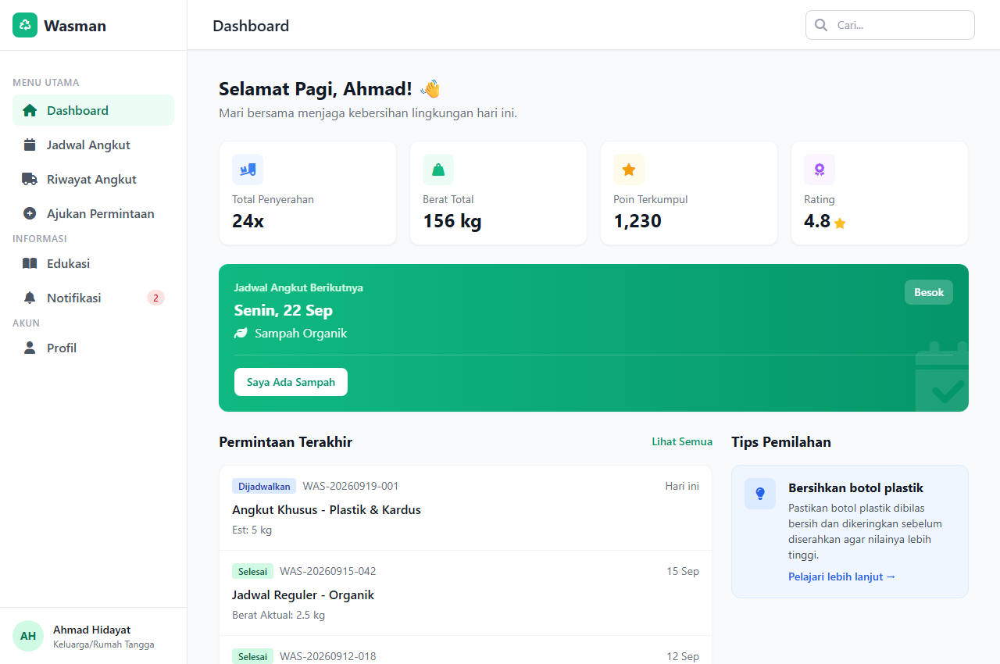 Wasman
MENU UTAMA
Dashboard
Jadwal Angkut
Riwayat Angkut
Ajukan Permintaan
INFORMASI
Edukasi
Notifikasi 2
AKUN
Profil
AH
Ahmad Hidayat
Keluarga/Rumah Tangga
Dashboard
Cari...
Selamat Pagi, Ahmad! 👋
Mari bersama menjaga kebersihan lingkungan hari ini.
Total Penyerahan
24x
Berat Total
156 kg
Poin Terkumpul
1,230
Rating
4.8
Jadwal Angkut Berikutnya
Besok
Senin, 22 Sep
Sampah Organik
Saya Ada Sampah
Permintaan Terakhir
Lihat Semua
Dijadwalkan WAS-20260919-001 Hari ini
Angkut Khusus - Plastik & Kardus
Est: 5 kg
Selesai WAS-20260915-042 15 Sep
Jadwal Reguler - Organik
Berat Aktual: 2.5 kg
Selesai WAS-20260912-018 12 Sep
Tips Pemilahan
Bersihkan botol plastik
Pastikan botol plastik dibilas
bersih dan dikeringkan sebelum
diserahkan agar nilainya lebih
tinggi.
Pelajari lebih lanjut →